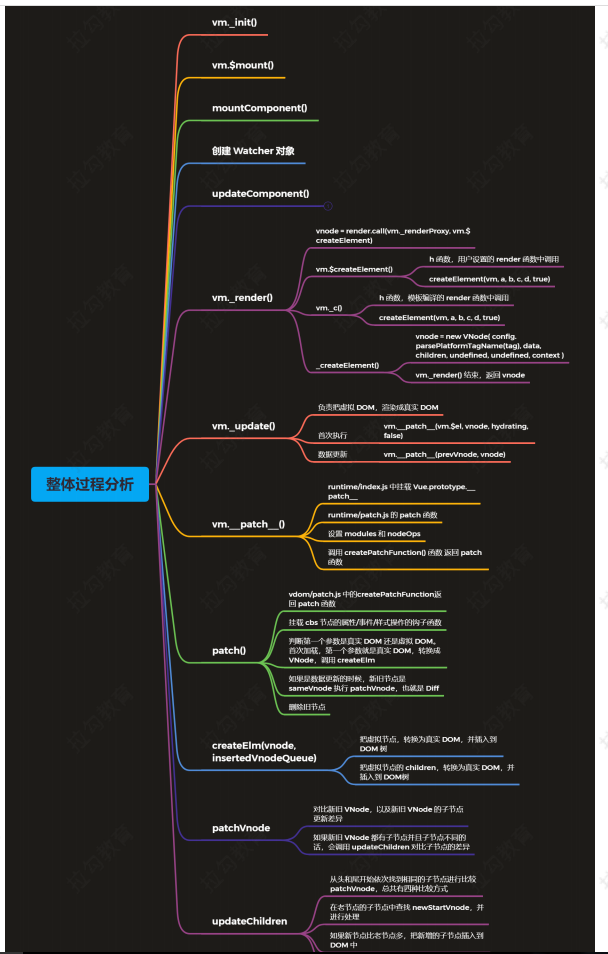 vm._init()
vm.$mount()
mountComponent()
创建 Watcher 对象
updateComponent()
vm._render()
vnode = render.call(vm._renderProxy, vm.$
createElement)
vm.$createElement()
h 函数，用户设置的 render 函数中调用
createElement(vm, a, b, c, d, true)
vm._c()
h 函数，模板编译的 render 函数中调用
createElement(vm, a, b, c, d, true)
_createElement()
vnode = new VNode( config.
parsePlatformTagName(tag), data,
children, undefined, undefined, context )
vm._render() 结束，返回 vnode
vm._update()
负责把虚拟 DOM，渲染成真实 DOM
首次执行
vm.__patch__(vm.$el, vnode, hydrating,
false)
数据更新
vm.__patch__(prevVnode, vnode)
整体过程分析
vm.__patch__()
runtime/index.js 中挂载 Vue.prototype.__
patch__
runtime/patch.js 的 patch 函数
设置 modules 和 nodeOps
调用 createPatchFunction() 函数 返回 patch
函数
patch()
vdom/patch.js 中的createPatchFunction返
回 patch 函数
挂载 cbs 节点的属性/事件/样式操作的钩子函数
判断第一个参数是真实 DOM 还是虚拟 DOM。
首次加载，第一个参数就是真实 DOM，转换成
VNode，调用 createElm
如果是数据更新的时候，新旧节点是
sameVnode 执行 patchVnode，也就是 Diff
删除旧节点
createElm(vnode,
insertedVnodeQueue)
把虚拟节点，转换为真实 DOM，并插入到
DOM 树
把虚拟节点的 children，转换为真实 DOM，并
插入到 DOM树
patchVnode
对比新旧 VNode，以及新旧 VNode 的子节点
更新差异
如果新旧 VNode 都有子节点并且子节点不同的
话，会调用 updateChildren 对比子节点的差异
updateChildren
从头和尾开始依次找到相同的子节点进行比较
patchVnode，总共有四种比较方式
在老节点的子节点中查找 newStartVnode，并
进行处理
如果新节点比老节点多，把新增的子节点插入到
DOM 中